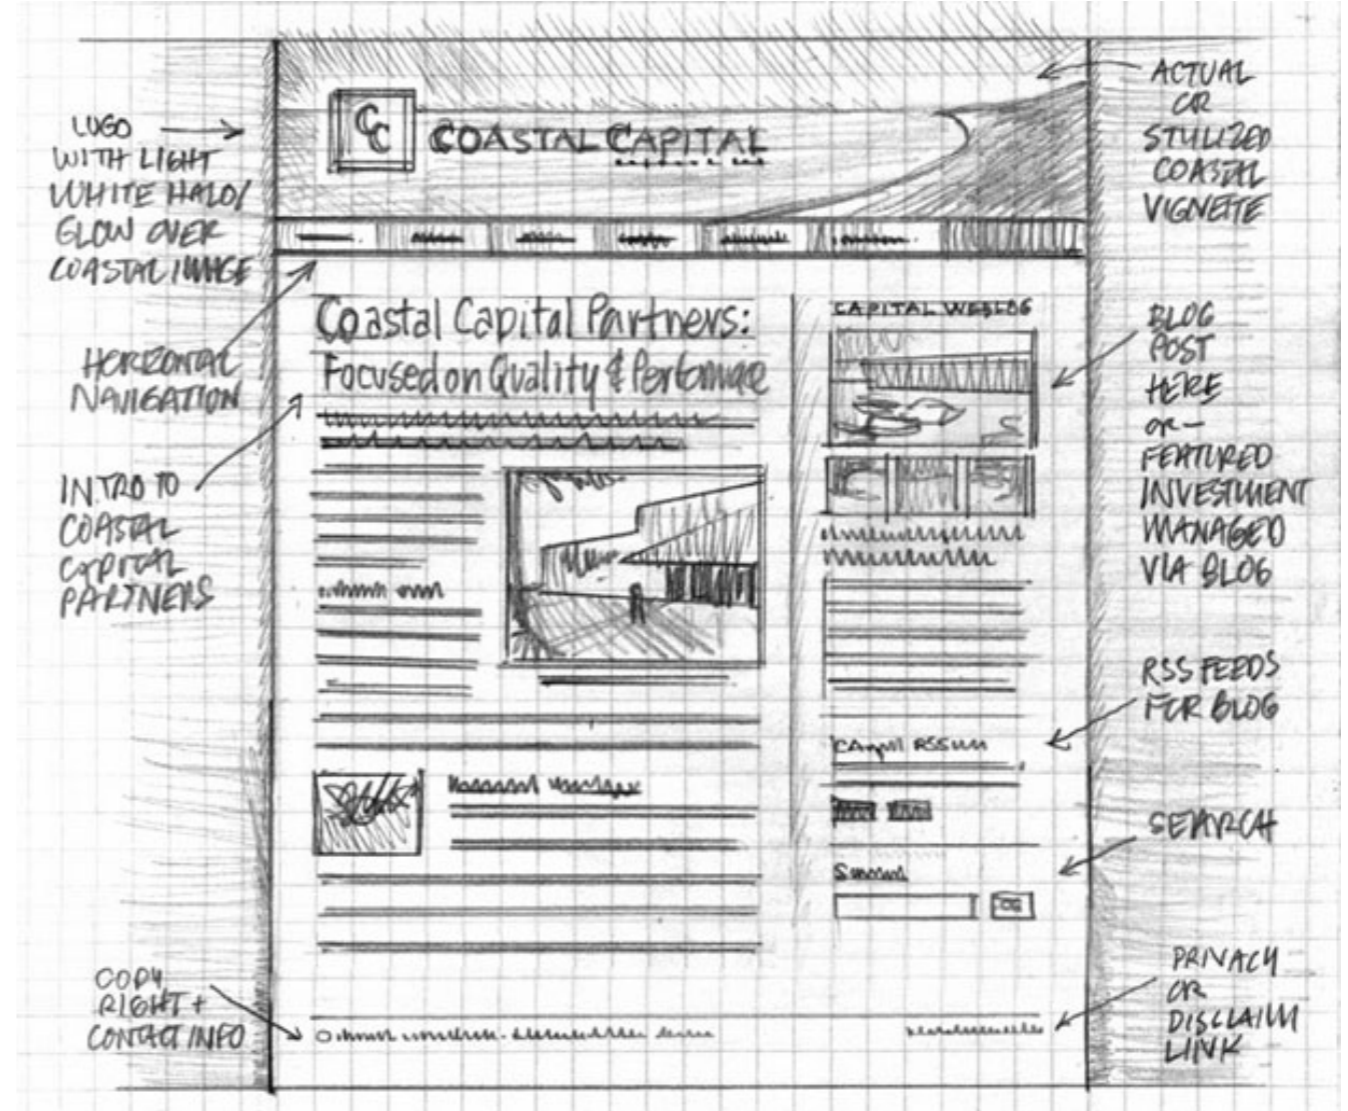 LOGO
WITH LIGHT
WHITE HALO/
GLOW OVER
COASTAL IMAGE
HORIZONTAL
NAVIGATION
INTRO TO
COASTAL
CAPITAL
PARTNERS
COPY
RIGHT +
CONTACT INFO
CC
COASTAL CAPITAL
Coastal Capital Partners:
Focused on Quality & Performance
CAPITAL WEBLOG
RSS
OK
ACTUAL
OR
STYLIZED
COASTAL
VIGNETTE
BLOG
POST
HERE
OR—
FEATURED
INVESTMENT
MANAGED
VIA BLOG
RSS FEEDS
FOR BLOG
SEARCH
PRIVACY
OR
DISCLAIM
LINK